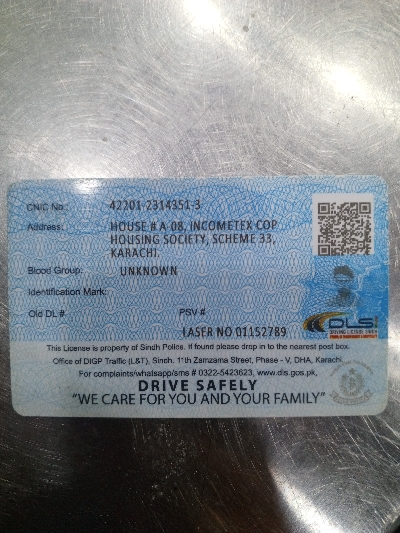 CNIC No.: 42201-2314351-3
Address: HOUSE # A-08, INCOMETEX COP
HOUSING SOCIETY, SCHEME 33,
KARACHI.
Blood Group: UNKNOWN
Identification Mark:
Old DL #. PSV #
LASER NO 01152789
DLS
This License is property of Sindh Police. If found please drop in to the nearest post box.
Office of DIGP Traffic (L&T), Sindh. 11th Zamzama Street, Phase - V, DHA, Karachi
For complaints/whatsapp/sms # 0322-5423623, www.dls.gos.pk,
DRIVE SAFELY
"WE CARE FOR YOU AND YOUR FAMILY"